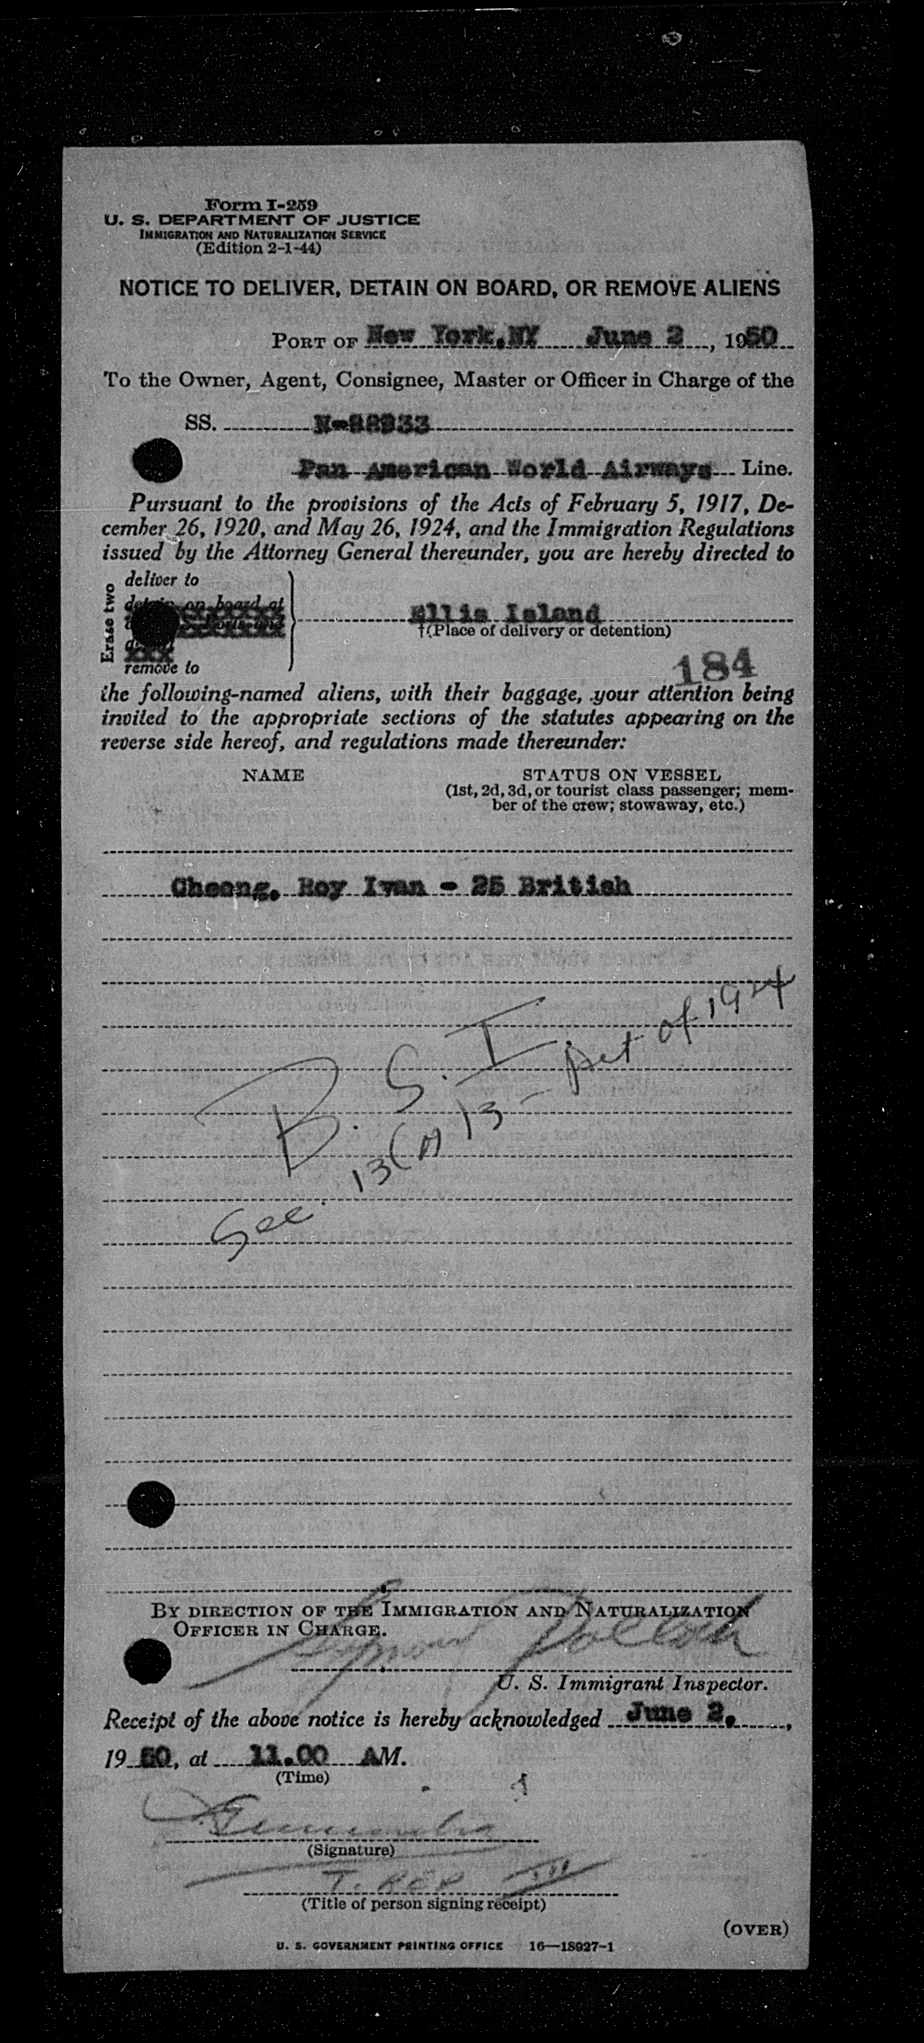 Form I-259
U. S. DEPARTMENT OF JUSTICE
IMMIGRATION AND NATURALIZATION SERVICE
(Edition 2-1-44)
NOTICE TO DELIVER, DETAIN ON BOARD, OR REMOVE ALIENS
PORT OF New York, NY June 2, 1950
To the Owner, Agent, Consignee, Master or Officer in Charge of the
SS.
Pan American World Airways Line.
Pursuant to the provisions of the Acts of February 5, 1917, De-
cember 26, 1920, and May 26, 1924, and the Immigration Regulations
issued by the Attorney General thereunder, you are hereby directed to
Erase two
deliver to
detain on board at
remove to
Ellis Island
†(Place of delivery or detention)
184
the following-named aliens, with their baggage, your attention being
invited to the appropriate sections of the statutes appearing on the
reverse side hereof, and regulations made thereunder:
NAME STATUS ON VESSEL
(1st, 2d, 3d, or tourist class passenger; mem-
ber of the crew; stowaway, etc.)
Cheong, Roy Ivan - 25 British
B. S. I.
Sec. 13(A)13 - Act of 1924
BY DIRECTION OF THE IMMIGRATION AND NATURALIZATION
OFFICER IN CHARGE.
U. S. Immigrant Inspector.
Receipt of the above notice is hereby acknowledged June 2,
1950, at 11.00 AM.
(Time)
(Signature)
T. REP
(Title of person signing receipt)
(OVER)
U. S. GOVERNMENT PRINTING OFFICE 16—18927-1